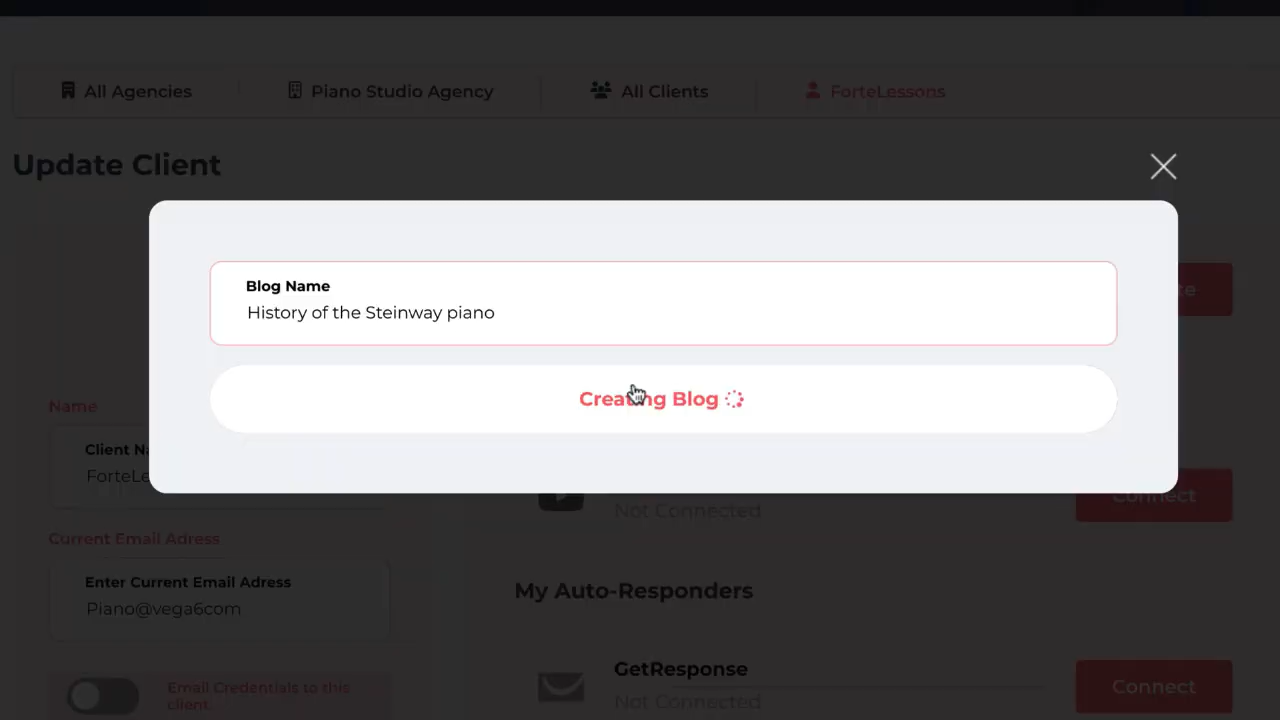 All Agencies
Piano Studio Agency
All Clients
ForteLessons
Update Client
Blog Name
History of the Steinway piano
Creating Blog
Name
Client Na
ForteLe
Not Connected
Connect
Current Email Adress
Enter Current Email Adress
Piano@vega6com
My Auto-Responders
GetResponse
Not Connected
Connect
Email Credentials to this
client.